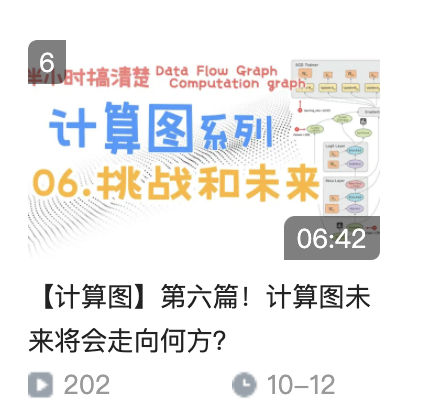 6
半小时搞清楚 Data Flow Graph
Computation graph
计算图系列
06.挑战和未来
SGD Trainer
06:42
【计算图】第六篇！计算图未
来将会走向何方？
202
10-12